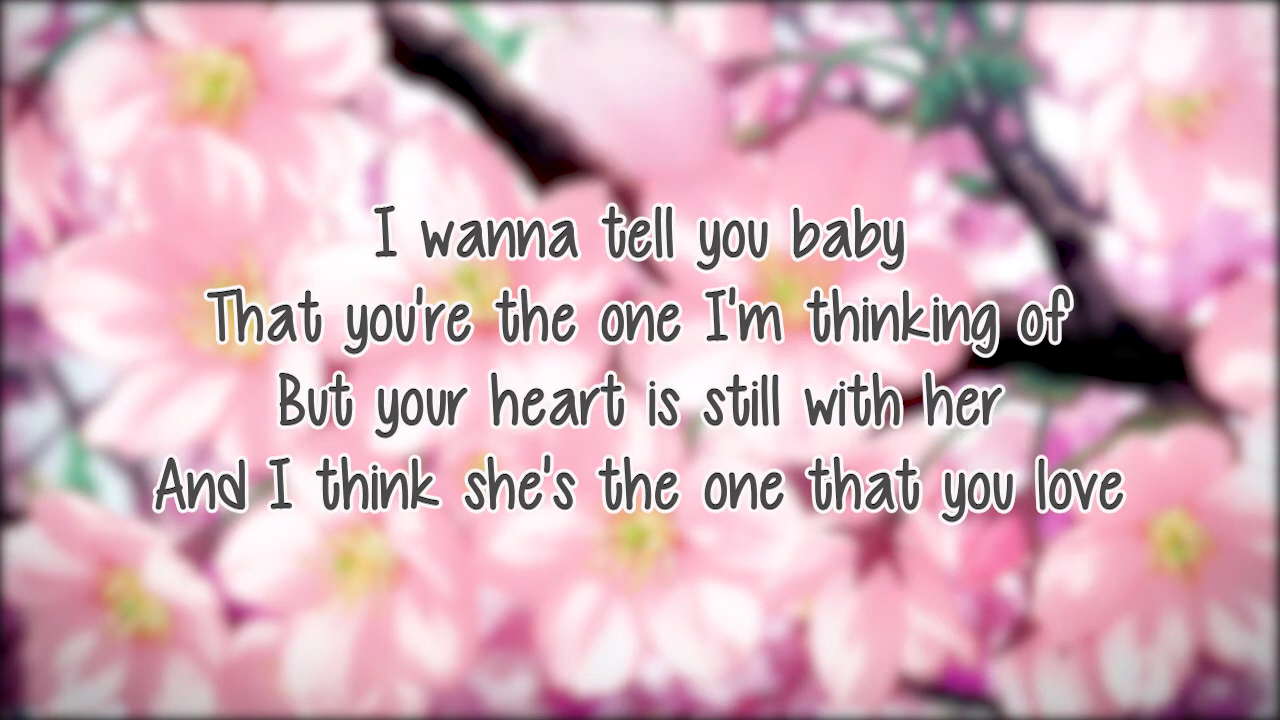 I wanna tell you baby
That you're the one I'm thinking of
But your heart is still with her
And I think she's the one that you love